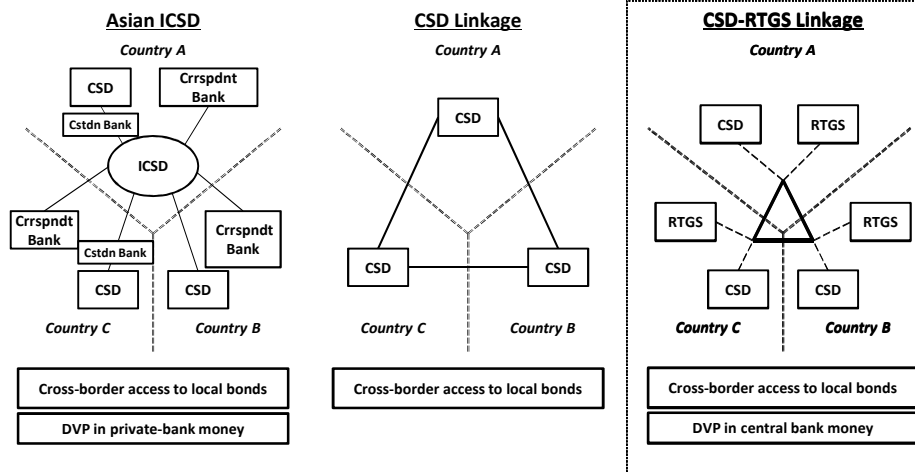 Asian ICSD
Country A
CSD
Crrspdnt
Bank
Cstdn Bank
ICSD
Crrspndt
Bank
Crrspndt
Bank
Cstdn Bank
CSD
CSD
Country C
Country B
Cross-border access to local bonds
DVP in private-bank money
CSD Linkage
Country A
CSD
CSD
CSD
Country C
Country B
Cross-border access to local bonds
CSD-RTGS Linkage
Country A
CSD
RTGS
RTGS
RTGS
CSD
CSD
Country C
Country B
Cross-border access to local bonds
DVP in central bank money